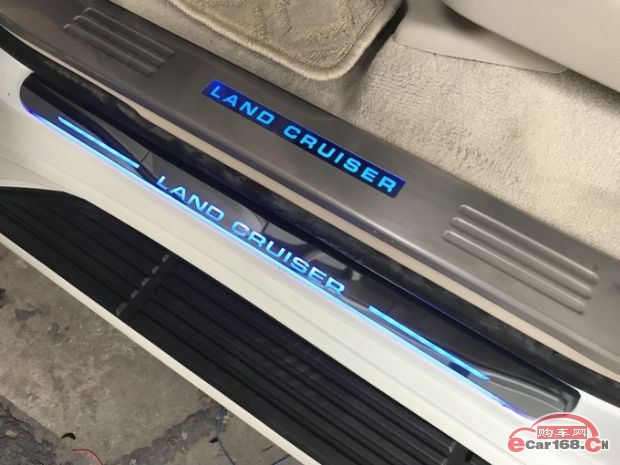 LAND CRUISER
LAND CRUISER
购车网
eCar168.CN